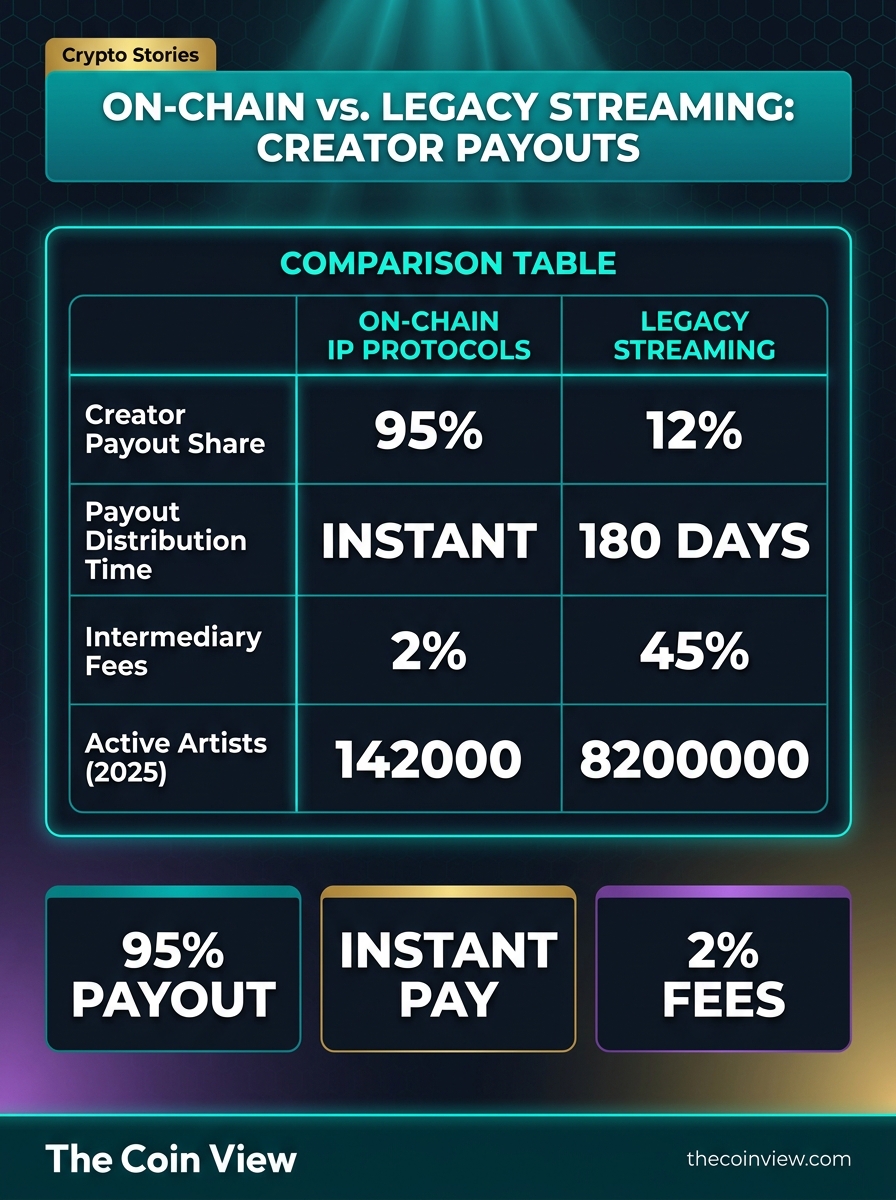 Crypto Stories
ON-CHAIN vs. LEGACY STREAMING:
CREATOR PAYOUTS
COMPARISON TABLE
ON-CHAIN
IP PROTOCOLS
LEGACY
STREAMING
Creator
Payout Share
95%
12%
Payout
Distribution
Time
INSTANT
180 DAYS
Intermediary
Fees
2%
45%
Active Artists
(2025)
142000
8200000
95%
PAYOUT
INSTANT
PAY
2%
FEES
The Coin View
thecoinview.com